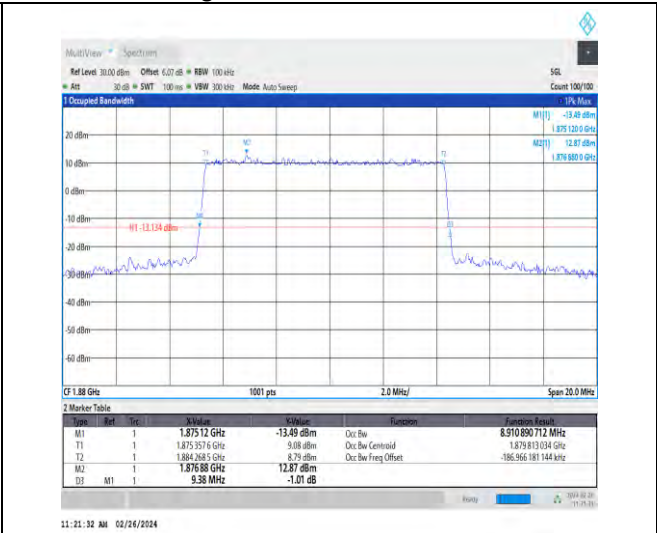 MultiView Spectrum
Ref Level 30.00 dBm Offset 6.07 dB RBW 100 kHz SGL
Att 30 dB SWT 100 ms VBW 300 kHz Mode Auto Sweep Count 100/100
1 Occupied Bandwidth 1Pk Max
M1[1] -13.49 dBm
1.875 120 0 GHz
20 dBm M2[1] 12.87 dBm
1.876 880 0 GHz
M2
T1 T2
10 dBm
0 dBm
-10 dBm
M1
H1 -13.134 dBm D3
-20 dBm
-30 dBm
-40 dBm
-50 dBm
-60 dBm
CF 1.88 GHz 1001 pts 2.0 MHz/ Span 20.0 MHz
2 Marker Table
Type Ref Trc X-Value Y-Value Function Function Result
M1 1 1.87512 GHz -13.49 dBm Occ Bw 8.910 890 712 MHz
T1 1 1.875 357 6 GHz 9.08 dBm Occ Bw Centroid 1.879 813 034 GHz
T2 1 1.884 268 5 GHz 8.79 dBm Occ Bw Freq Offset -186.966 181 144 kHz
M2 1 1.87688 GHz 12.87 dBm
D3 M1 1 9.38 MHz -1.01 dB
11:21:32 AM 02/26/2024